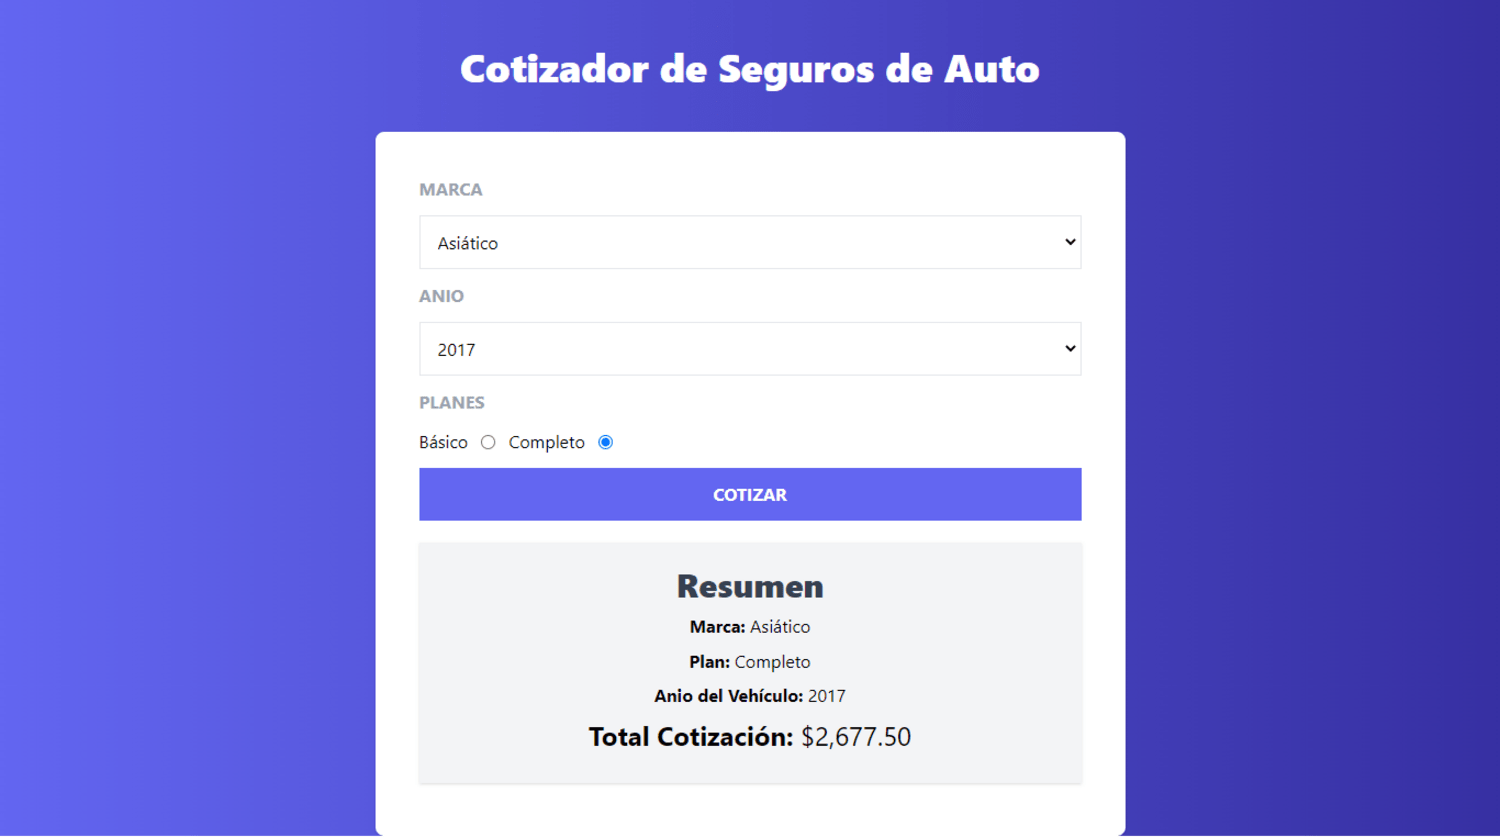 Cotizador de Seguros de Auto
MARCA
Asiático
ANIO
2017
PLANES
Básico Completo
COTIZAR
Resumen
Marca: Asiático
Plan: Completo
Anio del Vehículo: 2017
Total Cotización: $2,677.50